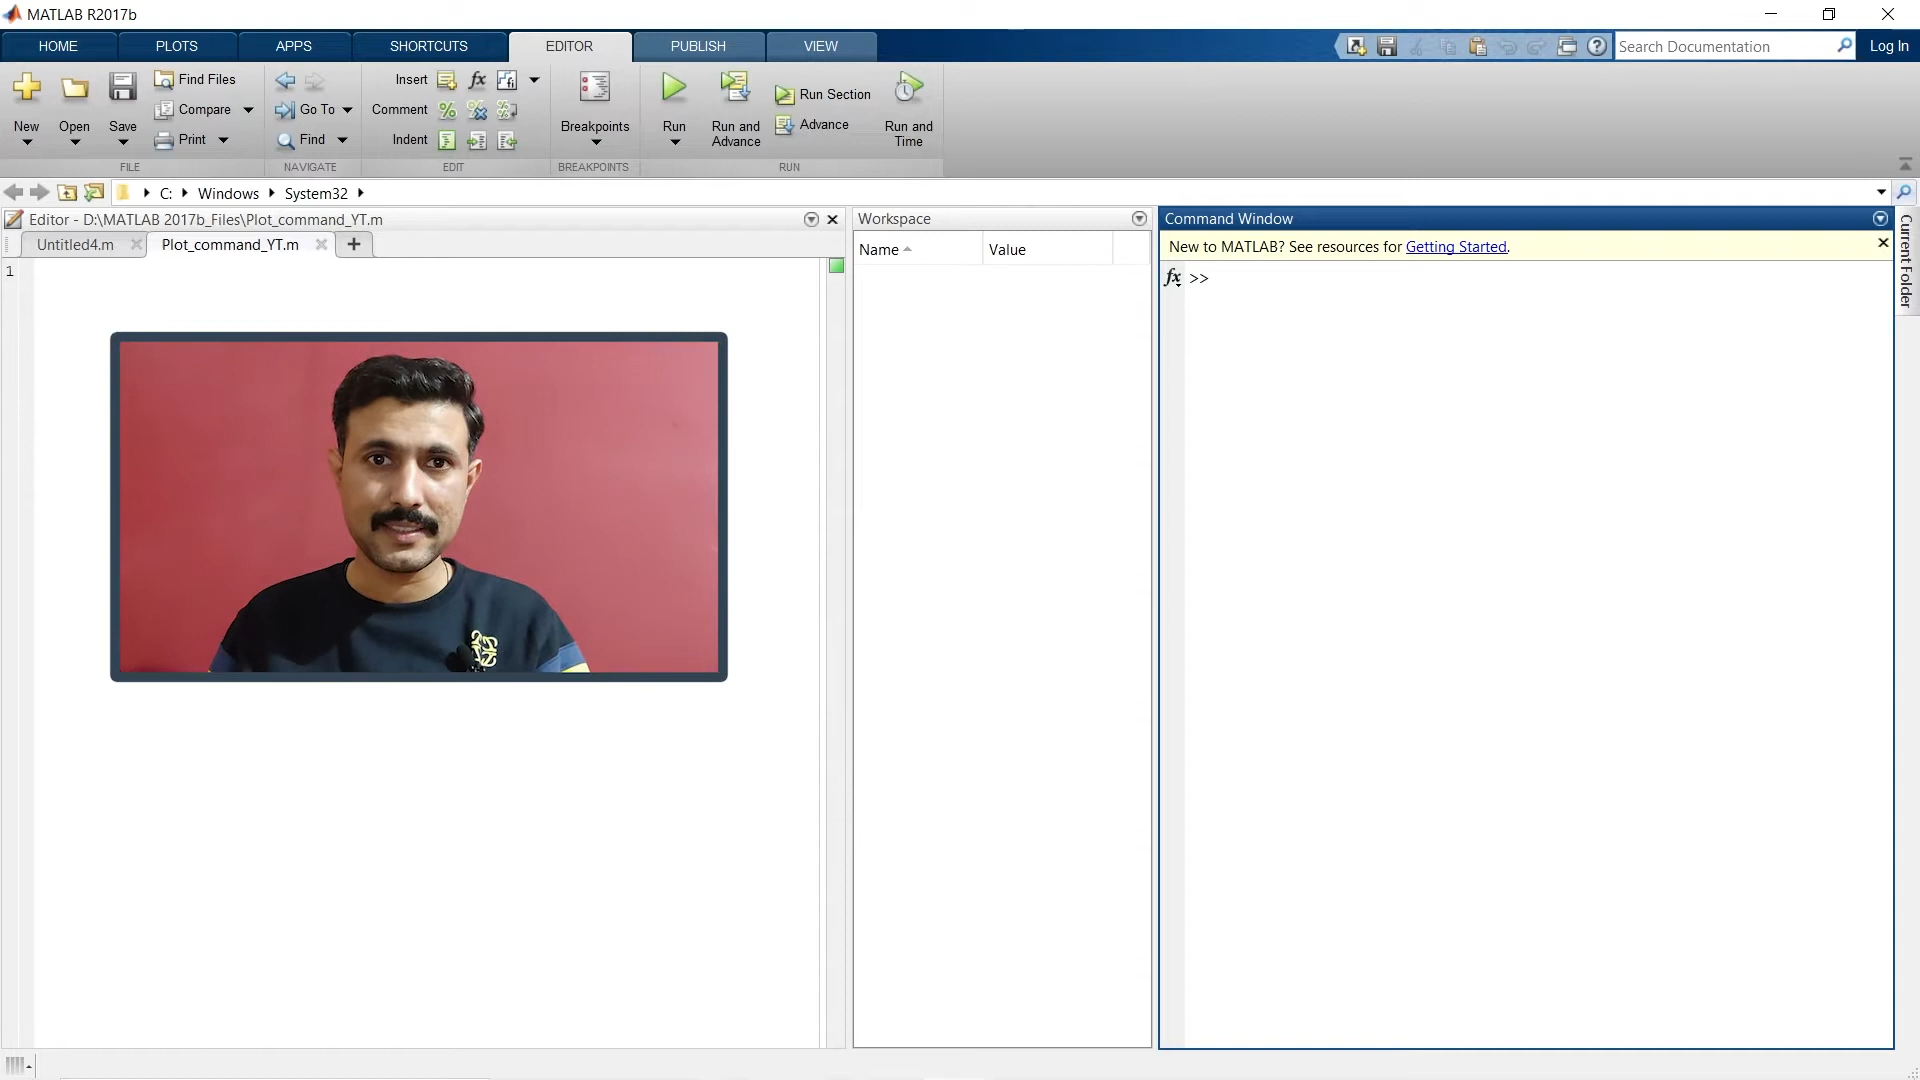 MATLAB R2017b
HOME PLOTS APPS SHORTCUTS EDITOR PUBLISH VIEW
Search Documentation
Log In
Find Files
Compare
Print
New
Open
Save
FILE
Go To
Find
NAVIGATE
Insert
Comment
Indent
fx
EDIT
Breakpoints
BREAKPOINTS
Run
Run and
Advance
Run Section
Advance
Run and
Time
RUN
C: Windows System32
Editor - D:\MATLAB 2017b_Files\Plot_command_YT.m
Untitled4.m Plot_command_YT.m
1
Workspace
Name Value
Command Window
New to MATLAB? See resources for Getting Started.
fx >>
Current Folder